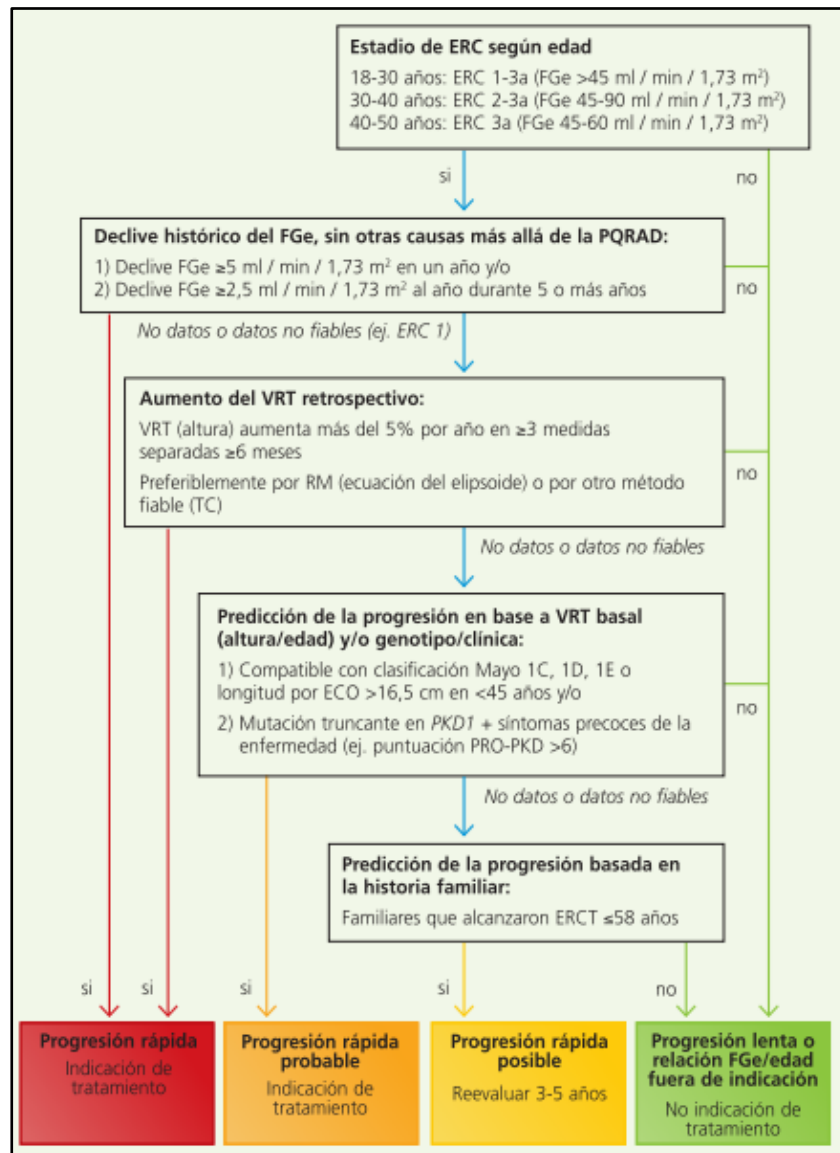 Estadio de ERC según edad
18-30 años: ERC 1-3a (FGe >45 ml / min / 1,73 m²)
30-40 años: ERC 2-3a (FGe 45-90 ml / min / 1,73 m²)
40-50 años: ERC 3a (FGe 45-60 ml / min / 1,73 m²)
si
no
Declive histórico del FGe, sin otras causas más allá de la PQRAD:
1) Declive FGe ≥5 ml / min / 1,73 m² en un año y/o
2) Declive FGe ≥2,5 ml / min / 1,73 m² al año durante 5 o más años
no
No datos o datos no fiables (ej. ERC 1)
Aumento del VRT retrospectivo:
VRT (altura) aumenta más del 5% por año en ≥3 medidas
separadas ≥6 meses
Preferiblemente por RM (ecuación del elipsoide) o por otro método
fiable (TC)
no
No datos o datos no fiables
Predicción de la progresión en base a VRT basal
(altura/edad) y/o genotipo/clínica:
1) Compatible con clasificación Mayo 1C, 1D, 1E o
longitud por ECO >16,5 cm en <45 años y/o
2) Mutación truncante en PKD1 + síntomas precoces de la
enfermedad (ej. puntuación PRO-PKD >6)
no
No datos o datos no fiables
Predicción de la progresión basada en
la historia familiar:
Familiares que alcanzaron ERCT ≤58 años
si
si
si
si
no
Progresión rápida
Indicación de
tratamiento
Progresión rápida
probable
Indicación de
tratamiento
Progresión rápida
posible
Reevaluar 3-5 años
Progresión lenta o
relación FGe/edad
fuera de indicación
No indicación de
tratamiento